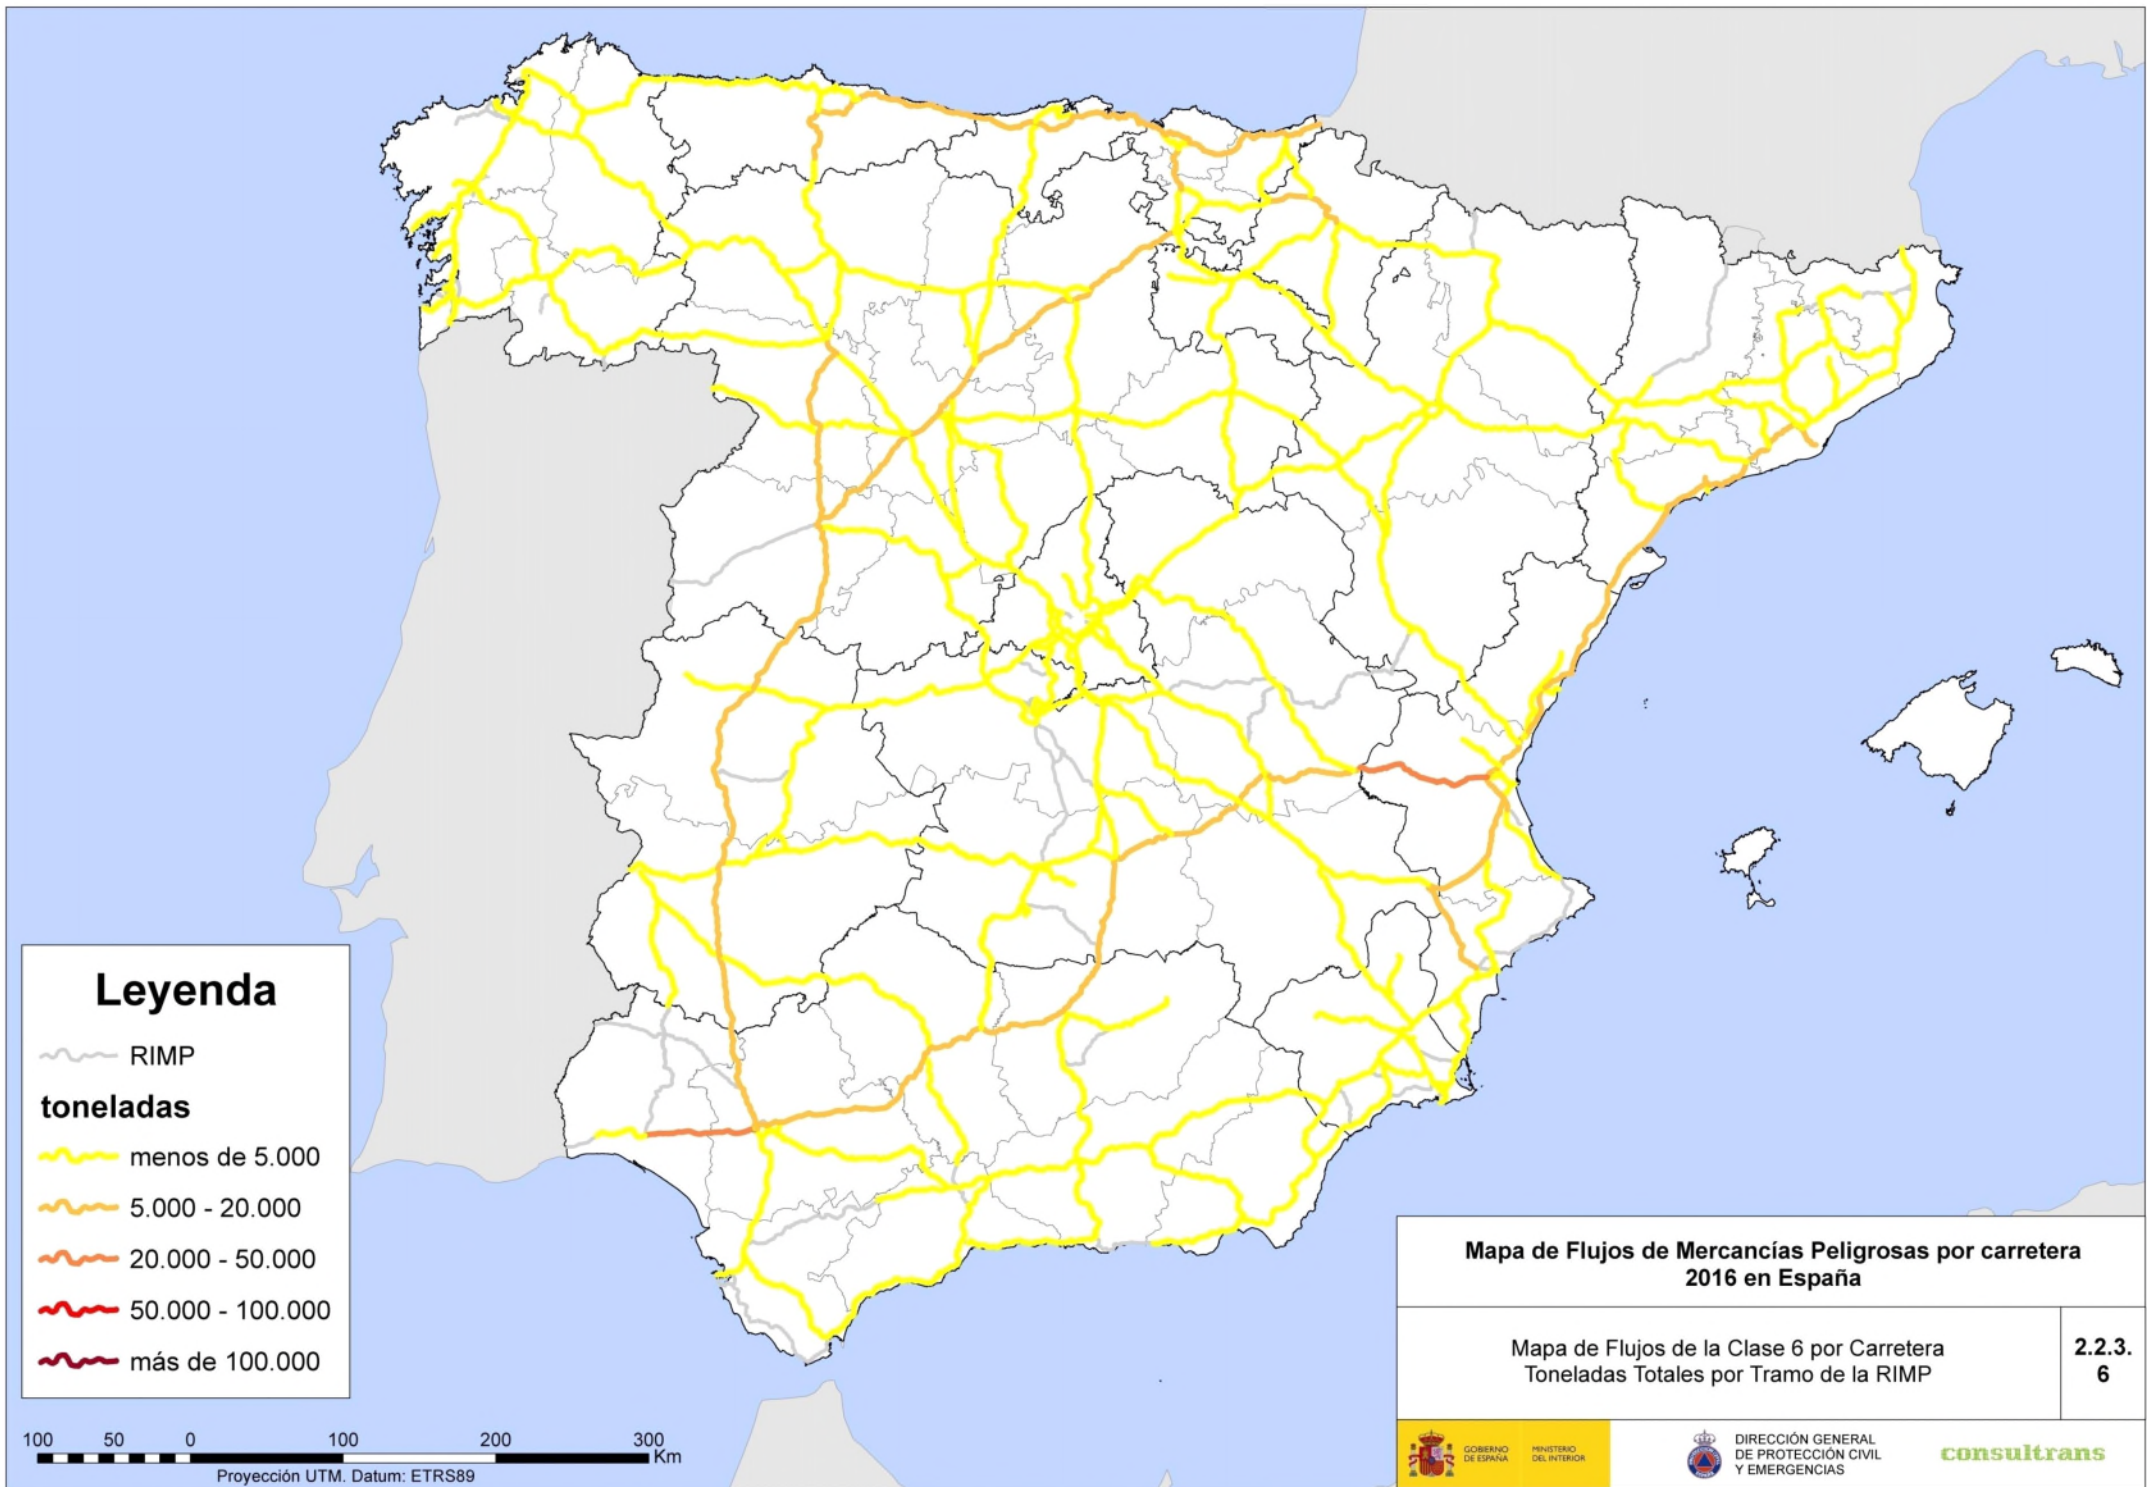 Leyenda
RIMP
toneladas
menos de 5.000
5.000 - 20.000
20.000 - 50.000
50.000 - 100.000
más de 100.000
100 50 0 100 200 300
Km
Proyección UTM. Datum: ETRS89
Mapa de Flujos de Mercancías Peligrosas por carretera
2016 en España
Mapa de Flujos de la Clase 6 por Carretera
Toneladas Totales por Tramo de la RIMP
2.2.3.
6
GOBIERNO
DE ESPAÑA
MINISTERIO
DEL INTERIOR
DIRECCIÓN GENERAL
DE PROTECCIÓN CIVIL
Y EMERGENCIAS
consultrans